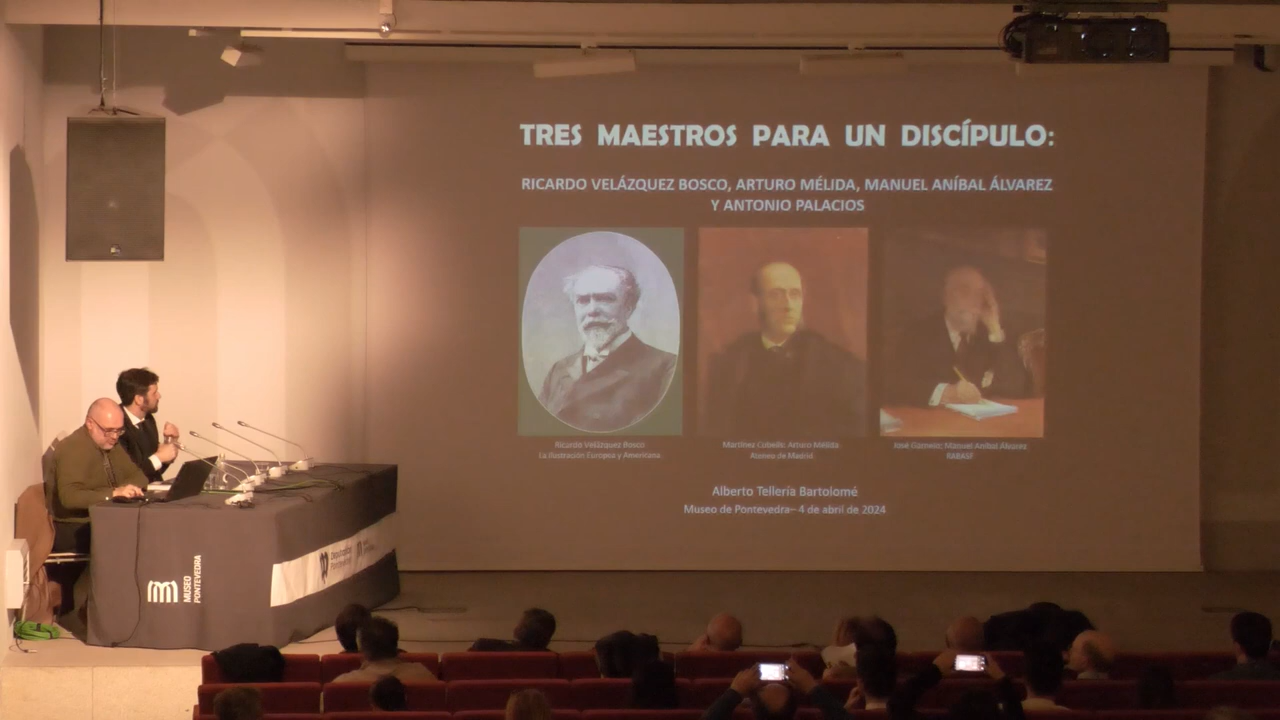 TRES MAESTROS PARA UN DISCÍPULO:
RICARDO VELÁZQUEZ BOSCO, ARTURO MÉLIDA, MANUEL ANÍBAL ÁLVAREZ
Y ANTONIO PALACIOS
Ricardo Velázquez Bosco
La Ilustración Europea y Americana
Martínez Cubells: Arturo Mélida
Ateneo de Madrid
José Garnelo: Manuel Aníbal Álvarez
RABASF
Alberto Tellería Bartolomé
Museo de Pontevedra– 4 de abril de 2024
MUSEO
PONTEVEDRA